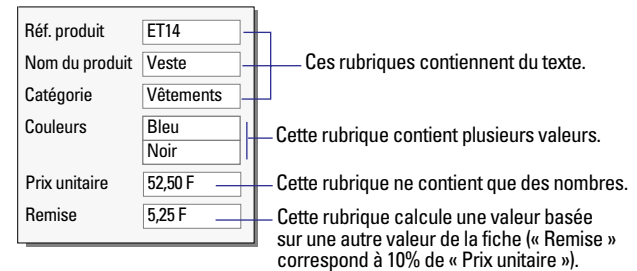 Réf. produit ET14
Nom du produit Veste Ces rubriques contiennent du texte.
Catégorie Vêtements
Couleurs Bleu
Cette rubrique contient plusieurs valeurs.
Noir
Prix unitaire 52,50 F Cette rubrique ne contient que des nombres.
Remise 5,25 F Cette rubrique calcule une valeur basée
sur une autre valeur de la fiche (« Remise »
correspond à 10% de « Prix unitaire »).